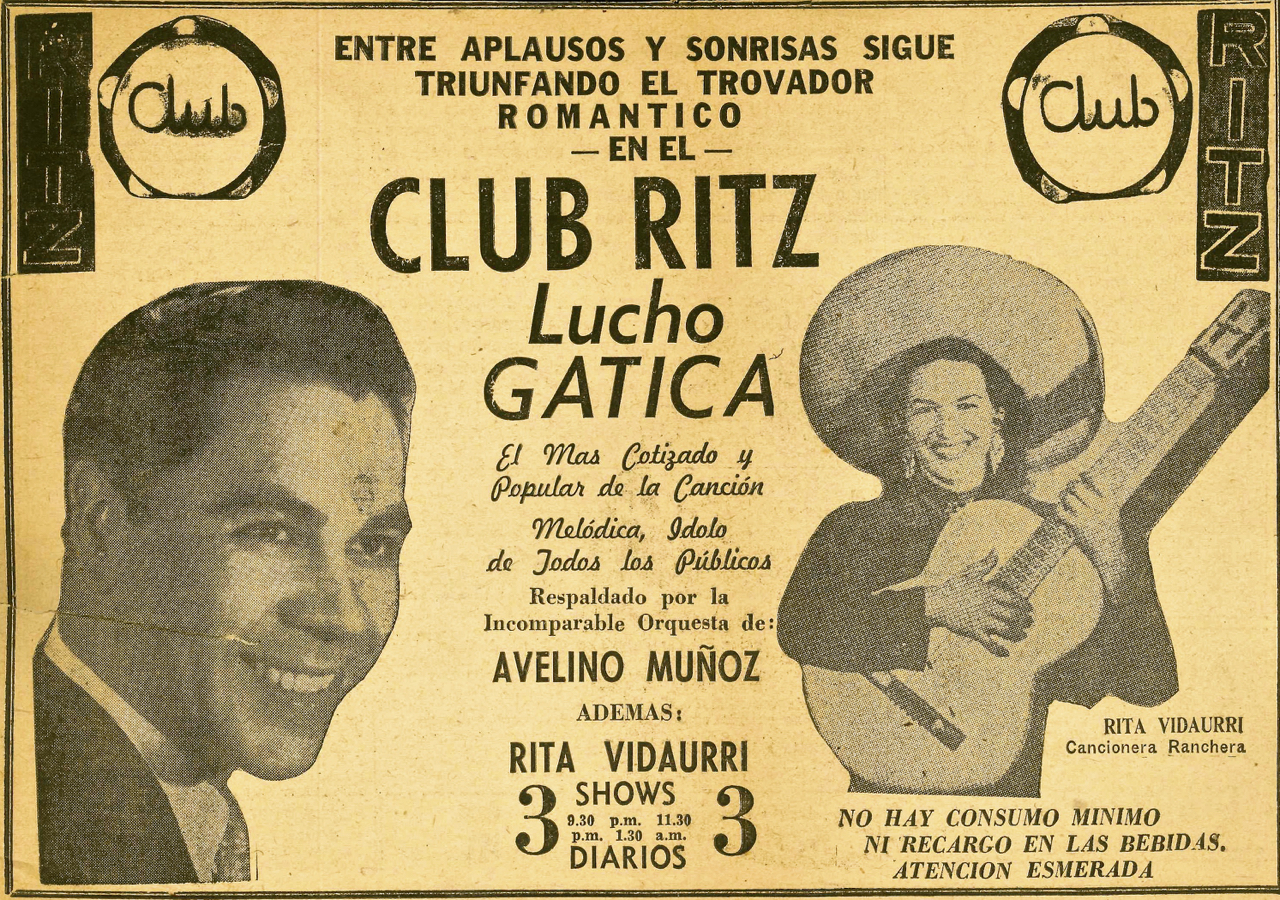 RITZ
Club
ENTRE APLAUSOS Y SONRISAS SIGUE
TRIUNFANDO EL TROVADOR
ROMANTICO
— EN EL —
CLUB RITZ
Club
RITZ
Lucho
GATICA
El Mas Cotizado y
Popular de la Canción
Melódica, Idolo
de Todos los Públicos
Respaldado por la
Incomparable Orquesta de:
AVELINO MUÑOZ
ADEMAS:
RITA VIDAURRI
3 SHOWS 3
9.30 p.m. 11.30
p.m. 1.30 a.m.
DIARIOS
RITA VIDAURRI
Cancionera Ranchera
NO HAY CONSUMO MINIMO
NI RECARGO EN LAS BEBIDAS.
ATENCION ESMERADA